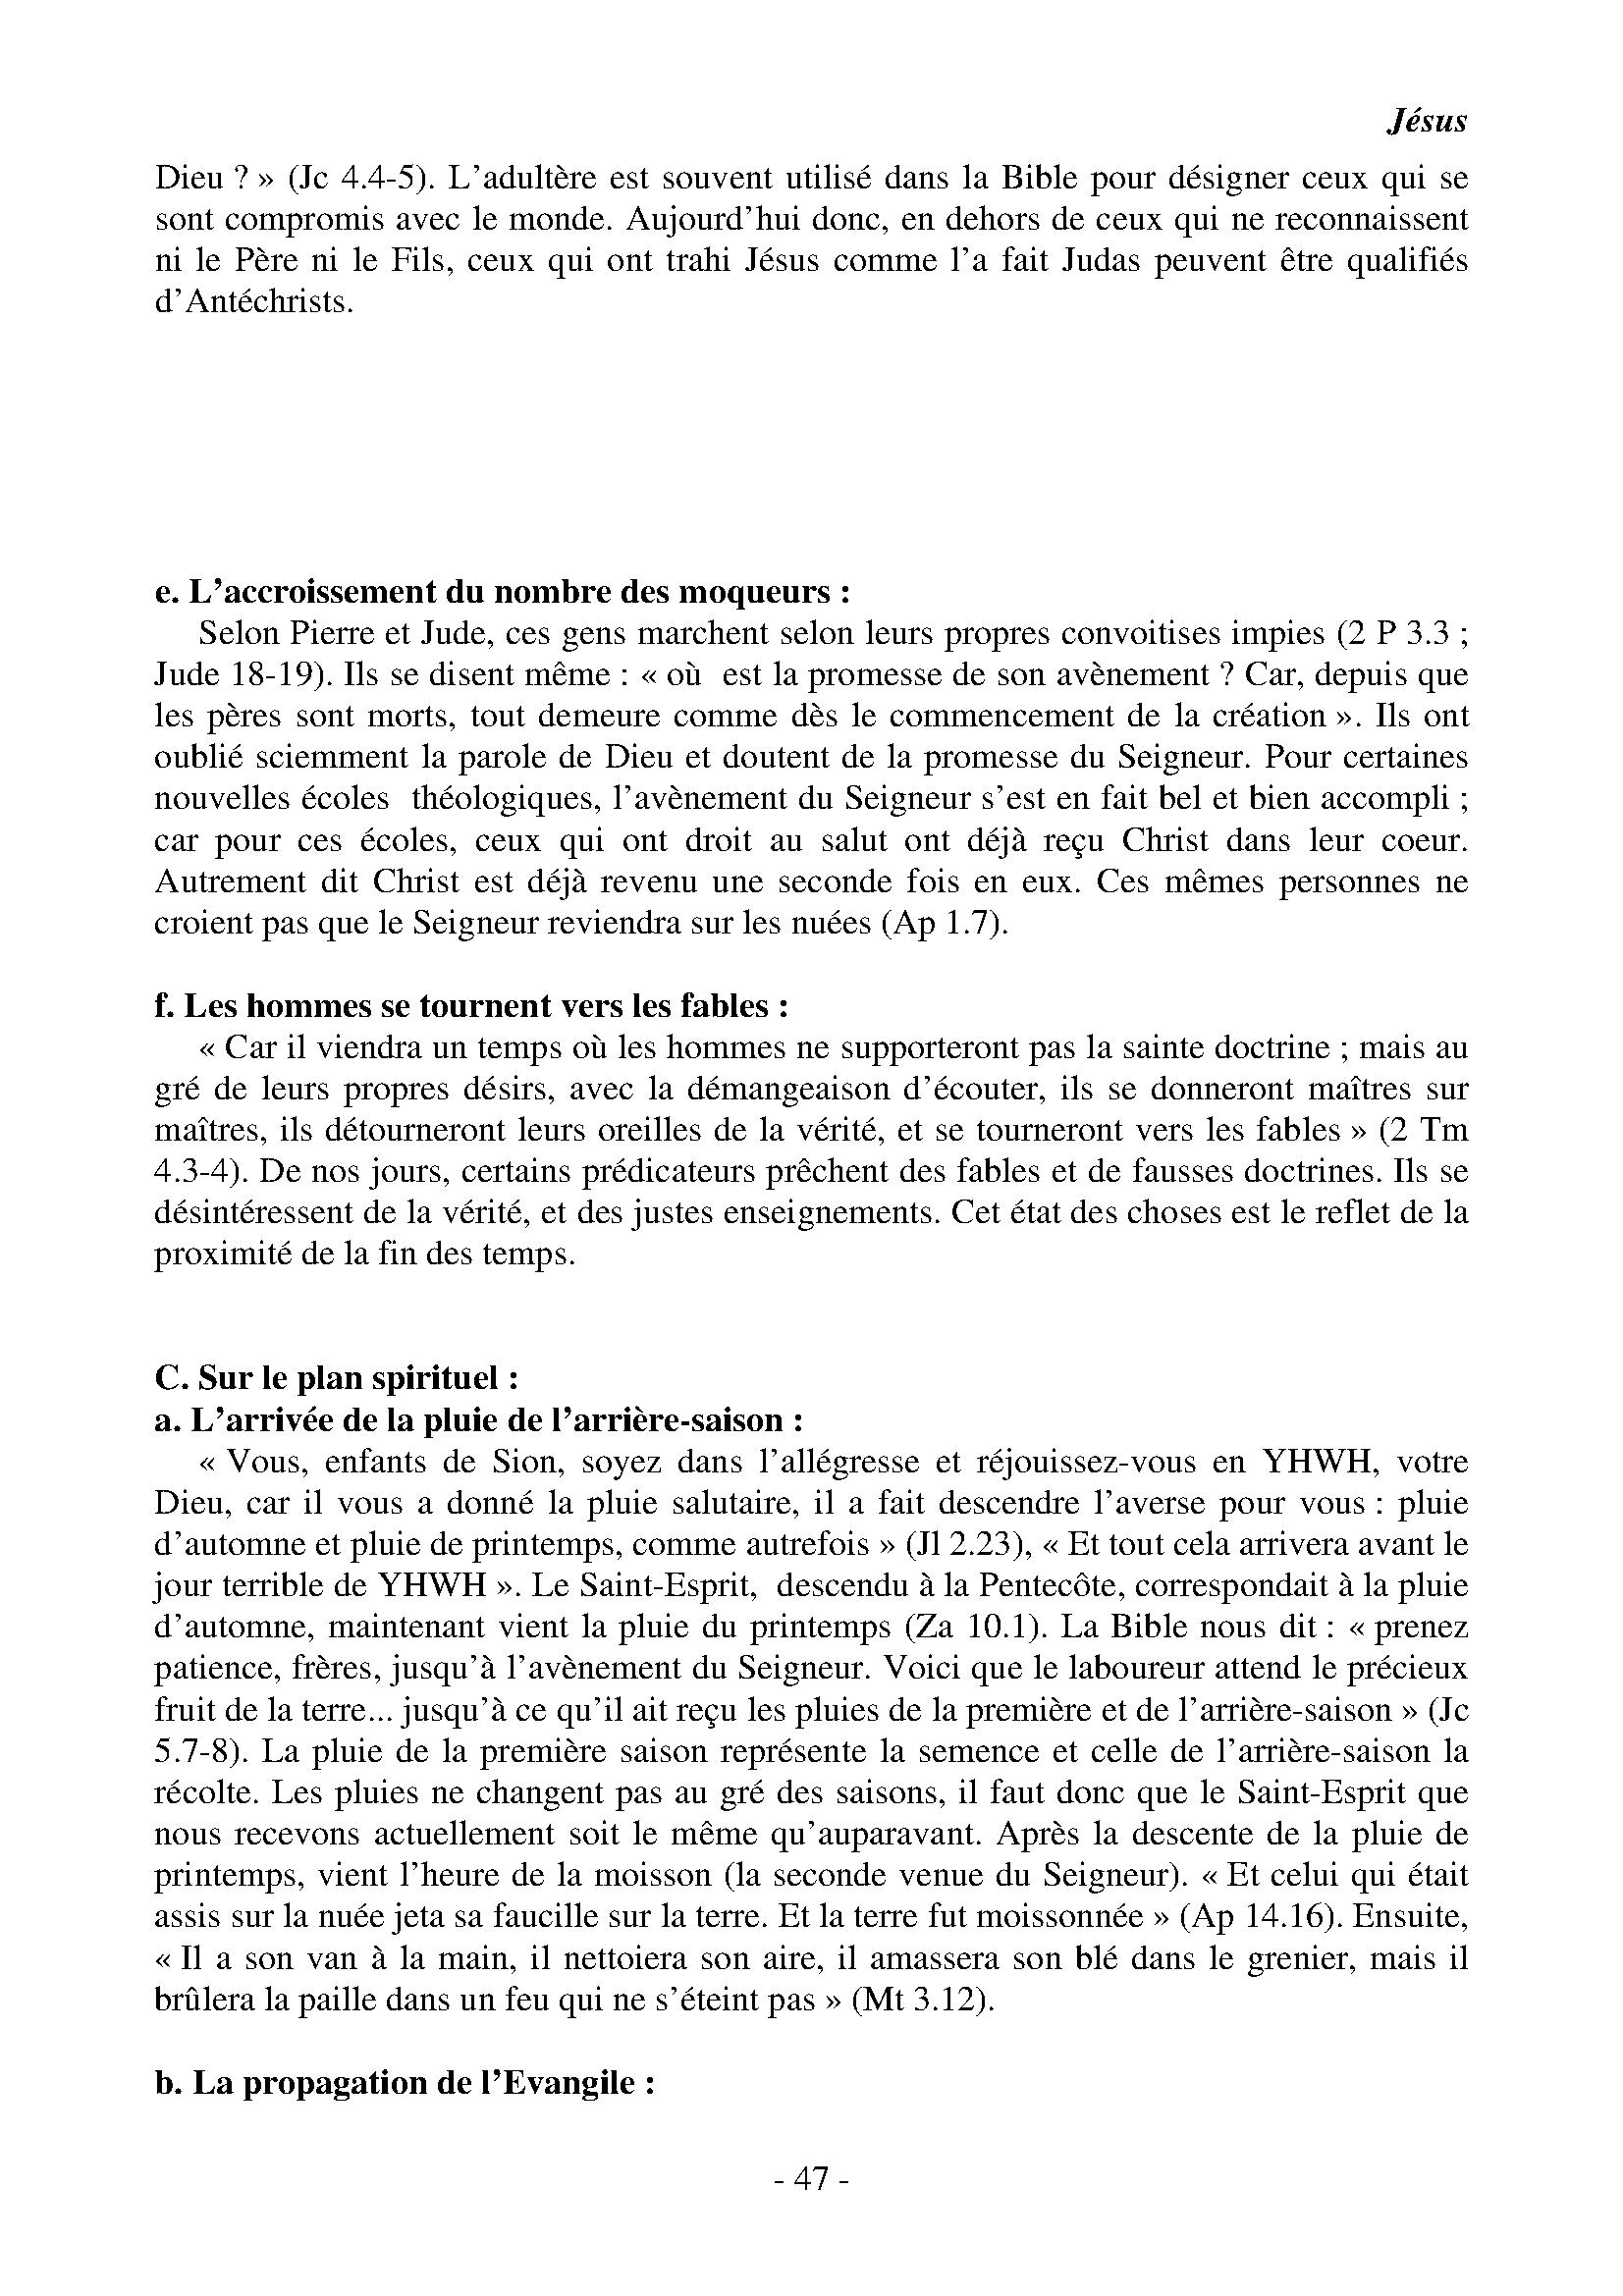 Jésus
Dieu ? » (Jc 4.4-5). L’adultère est souvent utilisé dans la Bible pour désigner ceux qui se
sont compromis avec le monde. Aujourd’hui donc, en dehors de ceux qui ne reconnaissent
ni le Père ni le Fils, ceux qui ont trahi Jésus comme l’a fait Judas peuvent être qualifiés
d’Antéchrists.
e. L’accroissement du nombre des moqueurs :
Selon Pierre et Jude, ces gens marchent selon leurs propres convoitises impies (2 P 3.3 ;
Jude 18-19). Ils se disent même : « où  est la promesse de son avènement ? Car, depuis que
les pères sont morts, tout demeure comme dès le commencement de la création ». Ils ont
oublié sciemment la parole de Dieu et doutent de la promesse du Seigneur. Pour certaines
nouvelles écoles  théologiques, l’avènement du Seigneur s’est en fait bel et bien accompli ;
car pour ces écoles, ceux qui ont droit au salut ont déjà reçu Christ dans leur coeur.
Autrement dit Christ est déjà revenu une seconde fois en eux. Ces mêmes personnes ne
croient pas que le Seigneur reviendra sur les nuées (Ap 1.7).
f. Les hommes se tournent vers les fables :
« Car il viendra un temps où les hommes ne supporteront pas la sainte doctrine ; mais au
gré de leurs propres désirs, avec la démangeaison d’écouter, ils se donneront maîtres sur
maîtres, ils détourneront leurs oreilles de la vérité, et se tourneront vers les fables » (2 Tm
4.3-4). De nos jours, certains prédicateurs prêchent des fables et de fausses doctrines. Ils se
désintéressent de la vérité, et des justes enseignements. Cet état des choses est le reflet de la
proximité de la fin des temps.
C. Sur le plan spirituel :
a. L’arrivée de la pluie de l’arrière-saison :
« Vous, enfants de Sion, soyez dans l’allégresse et réjouissez-vous en YHWH, votre
Dieu, car il vous a donné la pluie salutaire, il a fait descendre l’averse pour vous : pluie
d’automne et pluie de printemps, comme autrefois » (Jl 2.23), « Et tout cela arrivera avant le
jour terrible de YHWH ». Le Saint-Esprit,  descendu à la Pentecôte, correspondait à la pluie
d’automne, maintenant vient la pluie du printemps (Za 10.1). La Bible nous dit : « prenez
patience, frères, jusqu’à l’avènement du Seigneur. Voici que le laboureur attend le précieux
fruit de la terre... jusqu’à ce qu’il ait reçu les pluies de la première et de l’arrière-saison » (Jc
5.7-8). La pluie de la première saison représente la semence et celle de l’arrière-saison la
récolte. Les pluies ne changent pas au gré des saisons, il faut donc que le Saint-Esprit que
nous recevons actuellement soit le même qu’auparavant. Après la descente de la pluie de
printemps, vient l’heure de la moisson (la seconde venue du Seigneur). « Et celui qui était
assis sur la nuée jeta sa faucille sur la terre. Et la terre fut moissonnée » (Ap 14.16). Ensuite,
« Il a son van à la main, il nettoiera son aire, il amassera son blé dans le grenier, mais il
brûlera la paille dans un feu qui ne s’éteint pas » (Mt 3.12).
b. La propagation de l’Evangile :
- 47 -